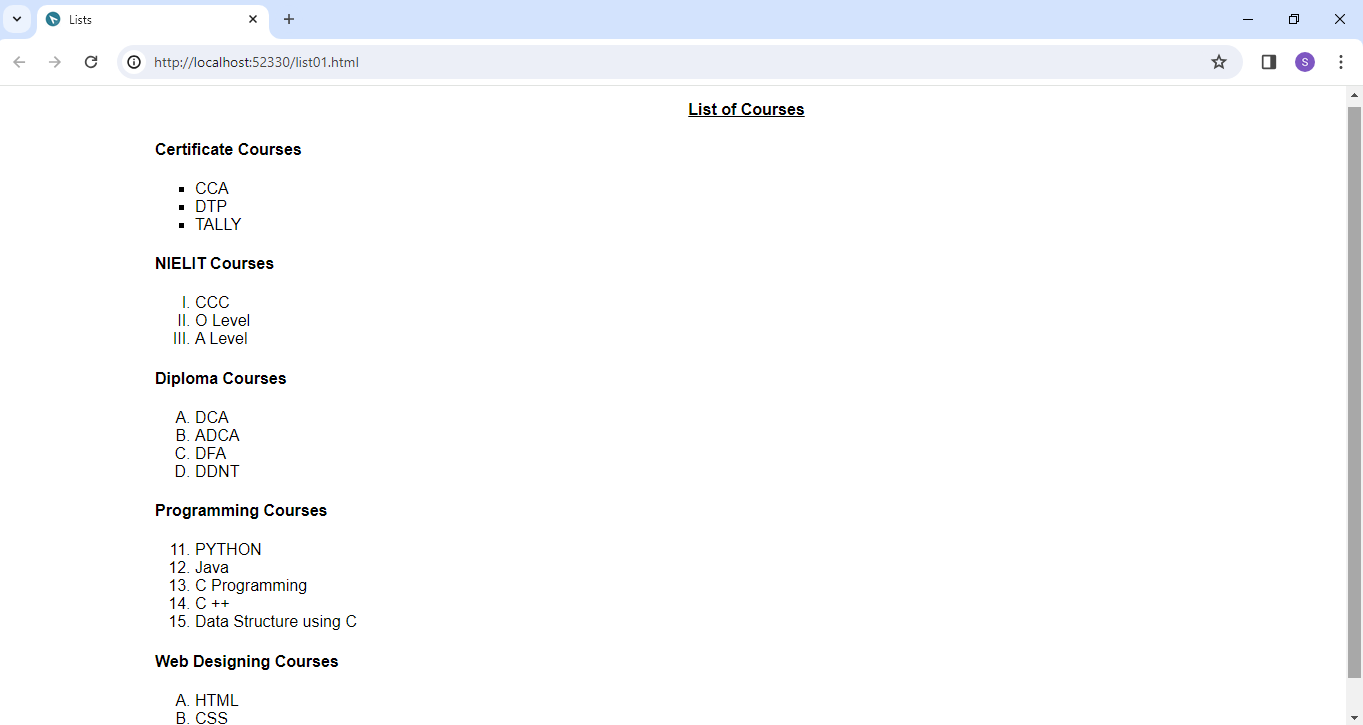 Lists
http://localhost:52330/list01.html
S
List of Courses
Certificate Courses
▪ CCA
▪ DTP
▪ TALLY
NIELIT Courses
I. CCC
II. O Level
III. A Level
Diploma Courses
A. DCA
B. ADCA
C. DFA
D. DDNT
Programming Courses
11. PYTHON
12. Java
13. C Programming
14. C ++
15. Data Structure using C
Web Designing Courses
A. HTML
B. CSS